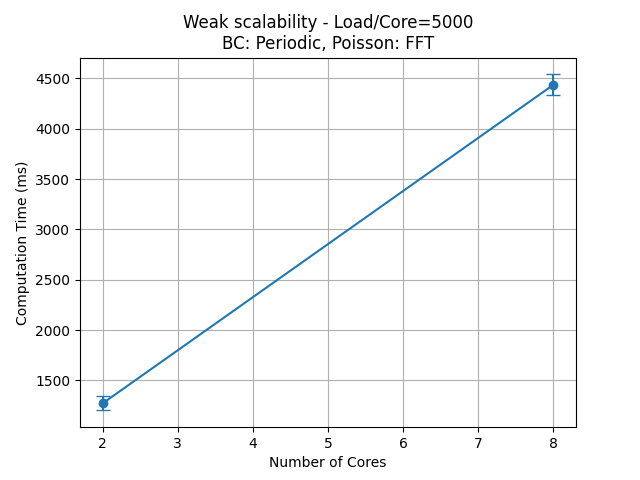 Weak scalability - Load/Core=5000
BC: Periodic, Poisson: FFT
Computation Time (ms)
4500
4000
3500
3000
2500
2000
1500
2 3 4 5 6 7 8
Number of Cores